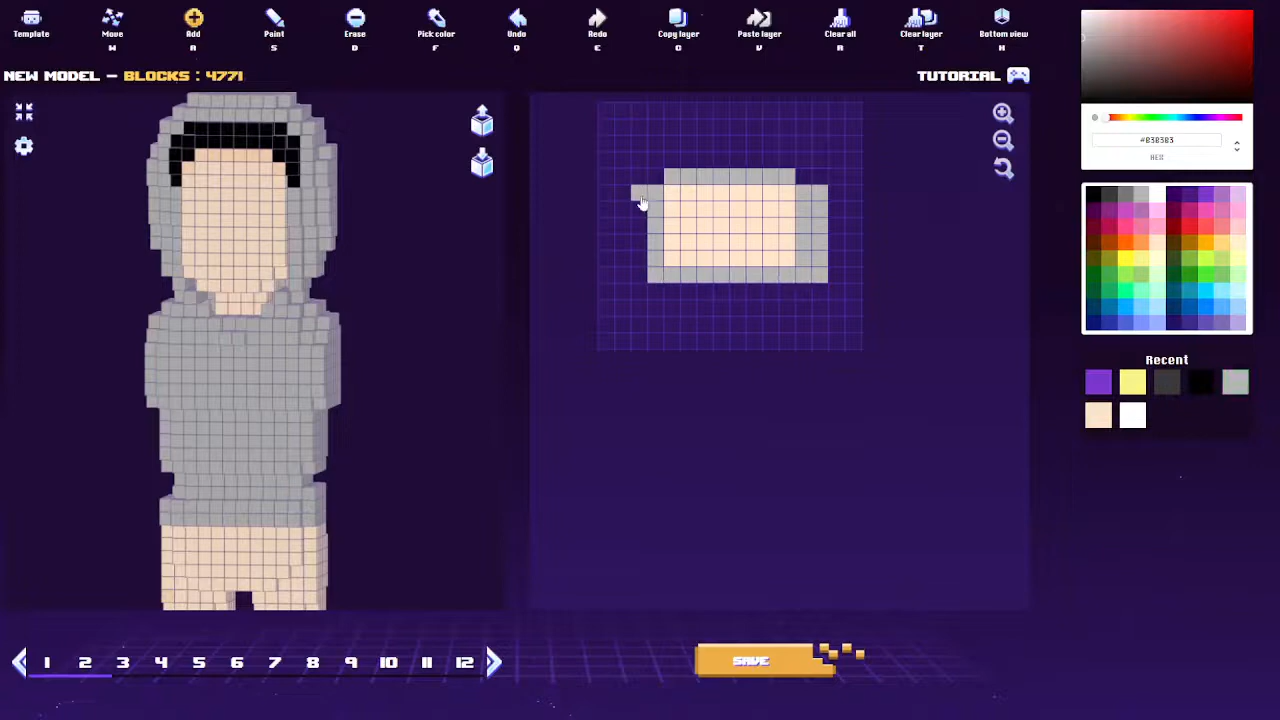 Template Move Add Paint Erase Pick color Undo Redo Copy layer Paste layer Clear all Clear layer Bottom view
W A S D F Q E C V R T H
NEW MODEL – BLOCKS : 4771
TUTORIAL
#030303
HEX
Recent
1 2 3 4 5 6 7 8 9 10 11 12
SAVE